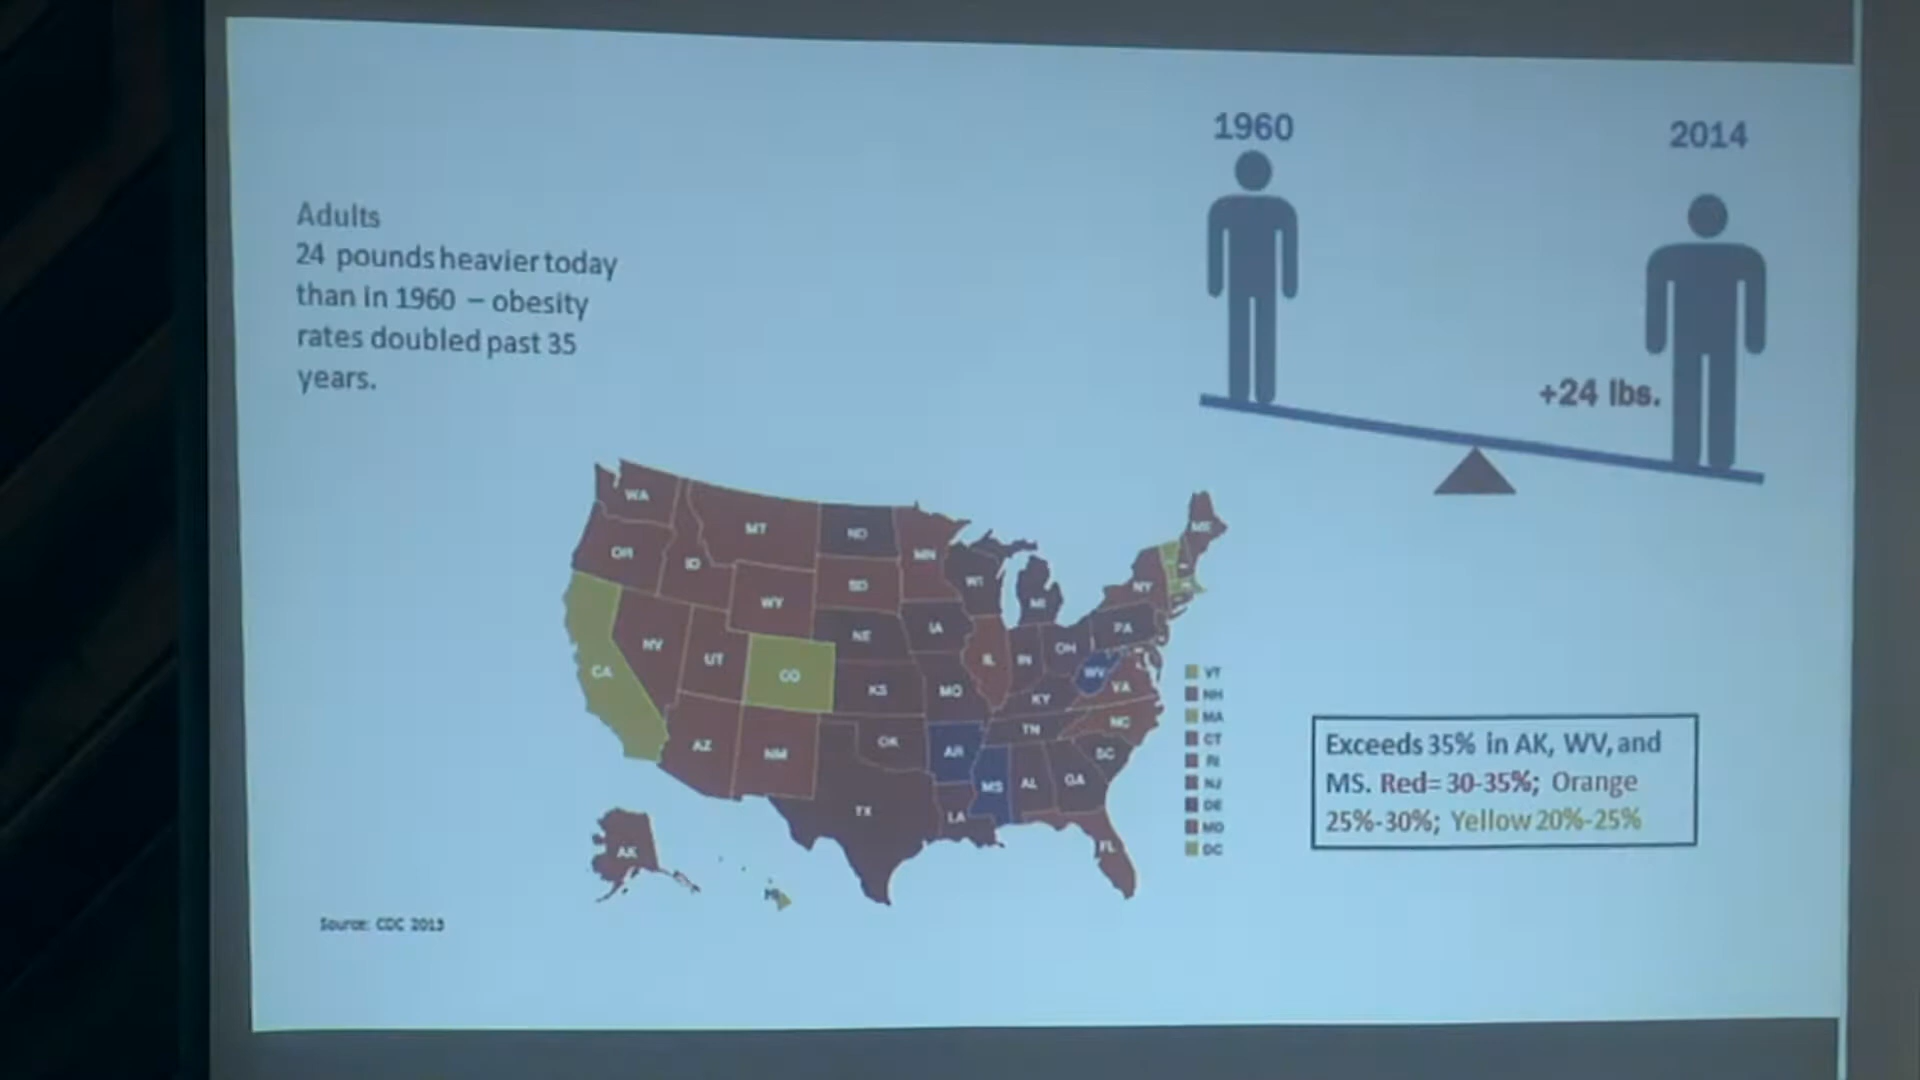 1960
2014
Adults
24 pounds heavier today
than in 1960 – obesity
rates doubled past 35
years.
+24 lbs.
WA
MT
ND
MN
ME
OR
ID
SD
WI
NY
WY
MI
NV
UT
CO
NE
IA
IL
IN
OH
PA
CA
KS
MO
KY
WV
VA
AZ
NM
OK
AR
TN
NC
SC
TX
LA
MS
AL
GA
FL
AK
HI
VT
NH
MA
CT
RI
NJ
DE
MD
DC
Exceeds 35% in AK, WV, and
MS. Red= 30-35%; Orange
25%-30%; Yellow 20%-25%
Source: CDC 2013